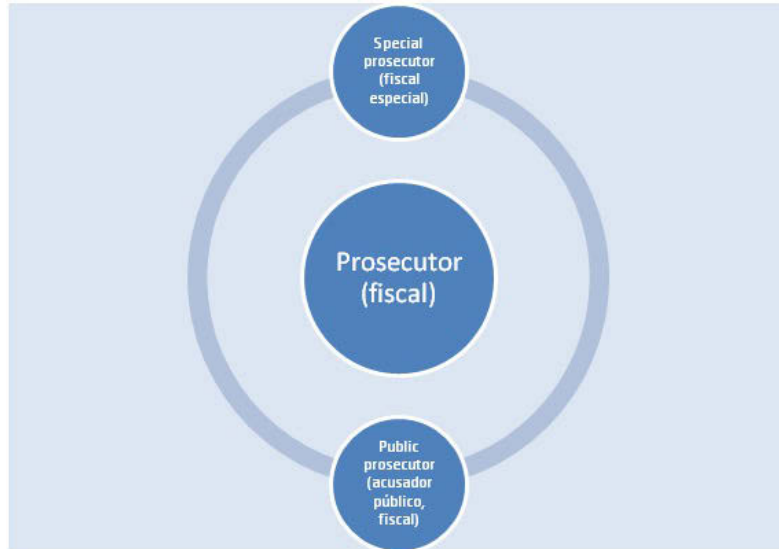 Special
prosecutor
(fiscal
especial)
Prosecutor
(fiscal)
Public
prosecutor
(acusador
público,
fiscal)